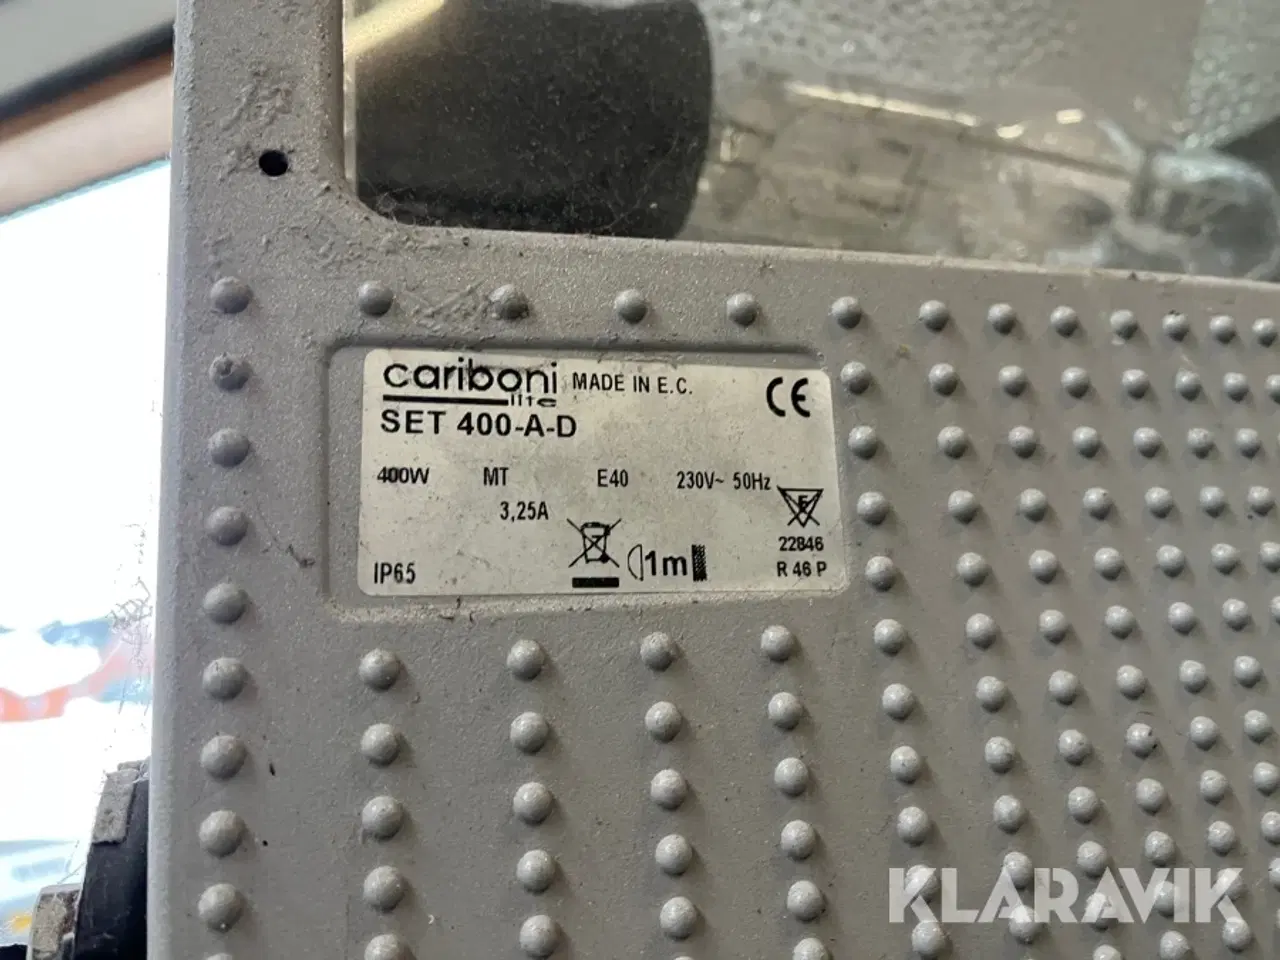 cariboni lite MADE IN E.C. CE
SET 400-A-D
400W MT E40 230V~ 50Hz
3,25A
F
22846
IP65 1m R 46 P
KLARAVIK